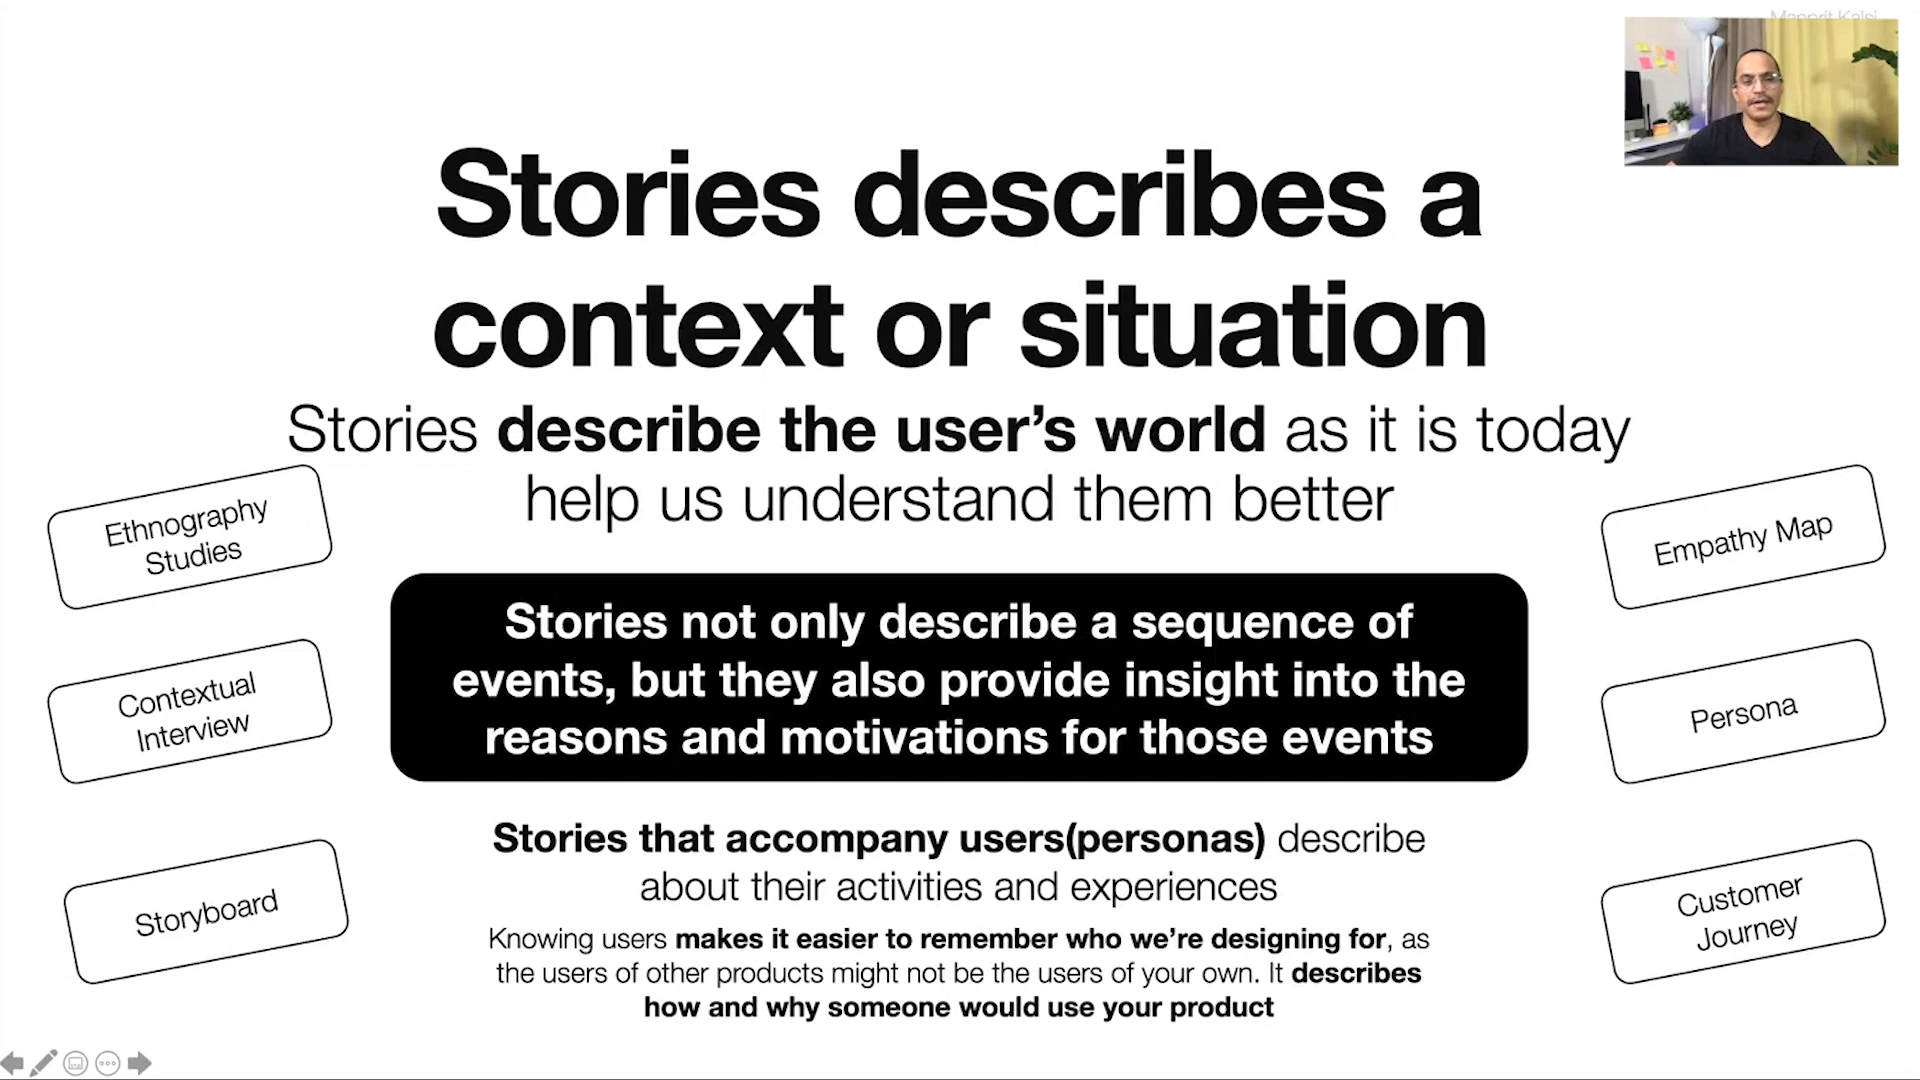 Manprit Kalsi
Stories describes a
context or situation
Stories describe the user’s world as it is today
help us understand them better
Ethnography
Studies
Contextual
Interview
Storyboard
Empathy Map
Persona
Customer
Journey
Stories not only describe a sequence of
events, but they also provide insight into the
reasons and motivations for those events
Stories that accompany users(personas) describe
about their activities and experiences
Knowing users makes it easier to remember who we’re designing for, as
the users of other products might not be the users of your own. It describes
how and why someone would use your product